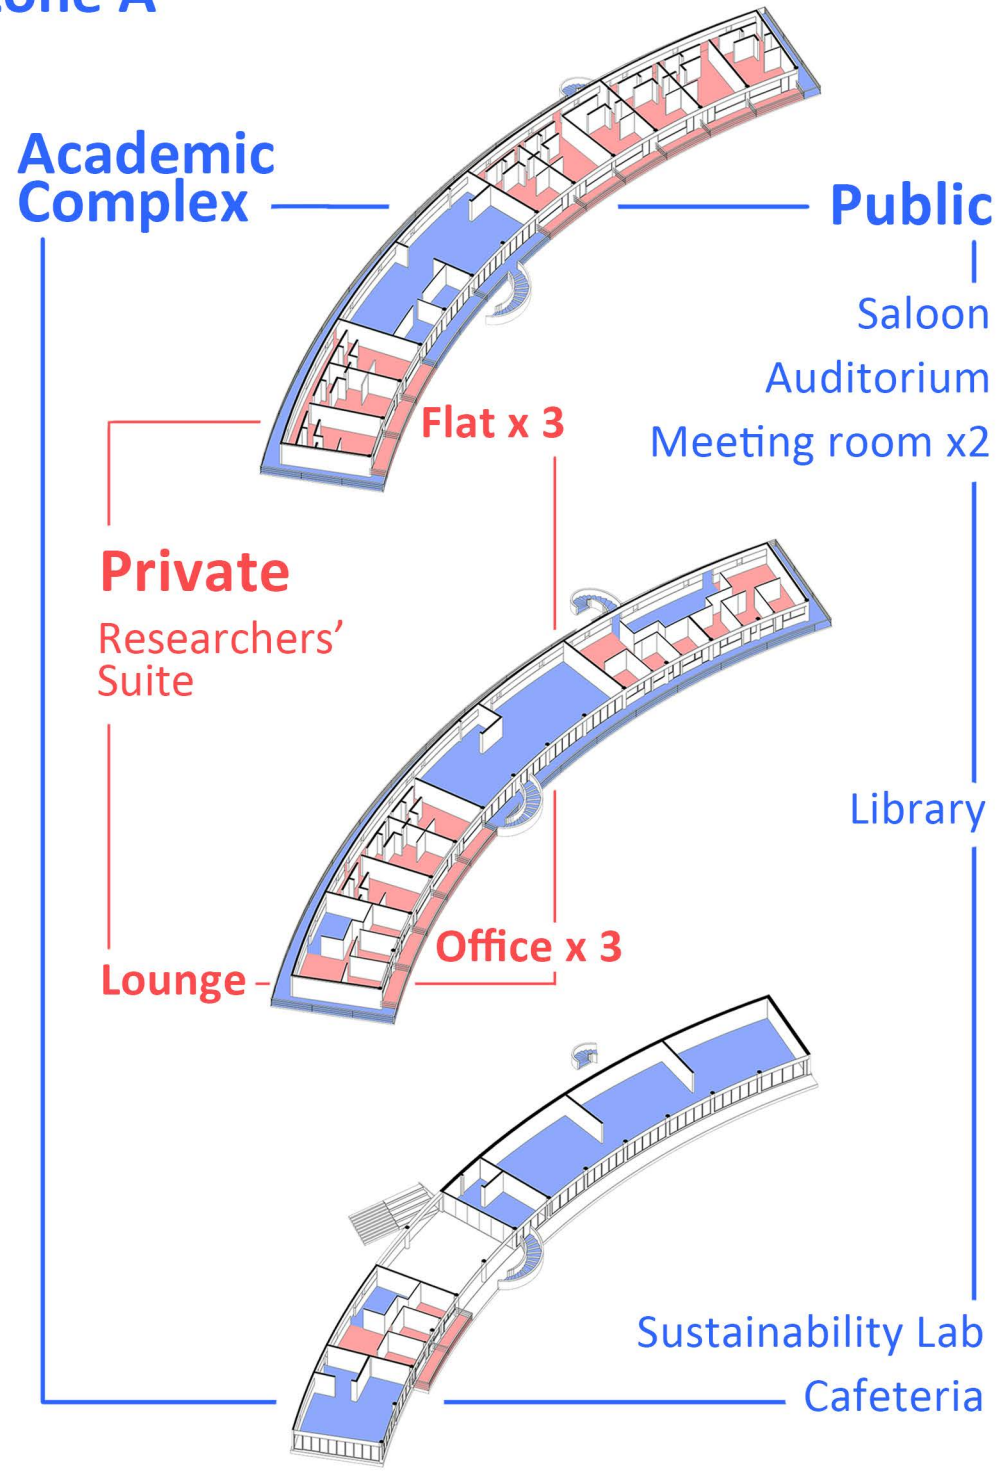 Zone A
Academic
Complex
Public
Saloon
Auditorium
Meeting room x2
Flat x 3
Private
Researchers’
Suite
Library
Office x 3
Lounge
Sustainability Lab
Cafeteria